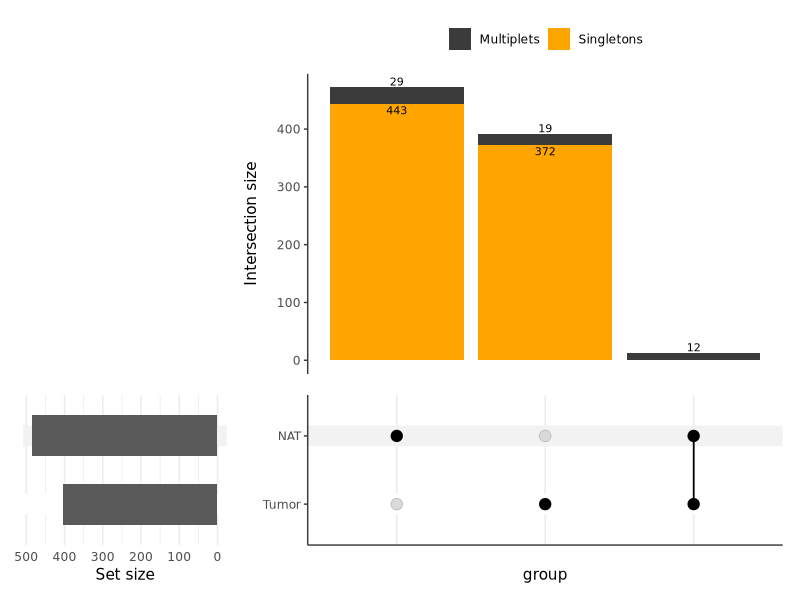 Multiplets Singletons
29
443
19
372
12
400
300
200
100
0
Intersection size
NAT
Tumor
500 400 300 200 100 0
Set size
group